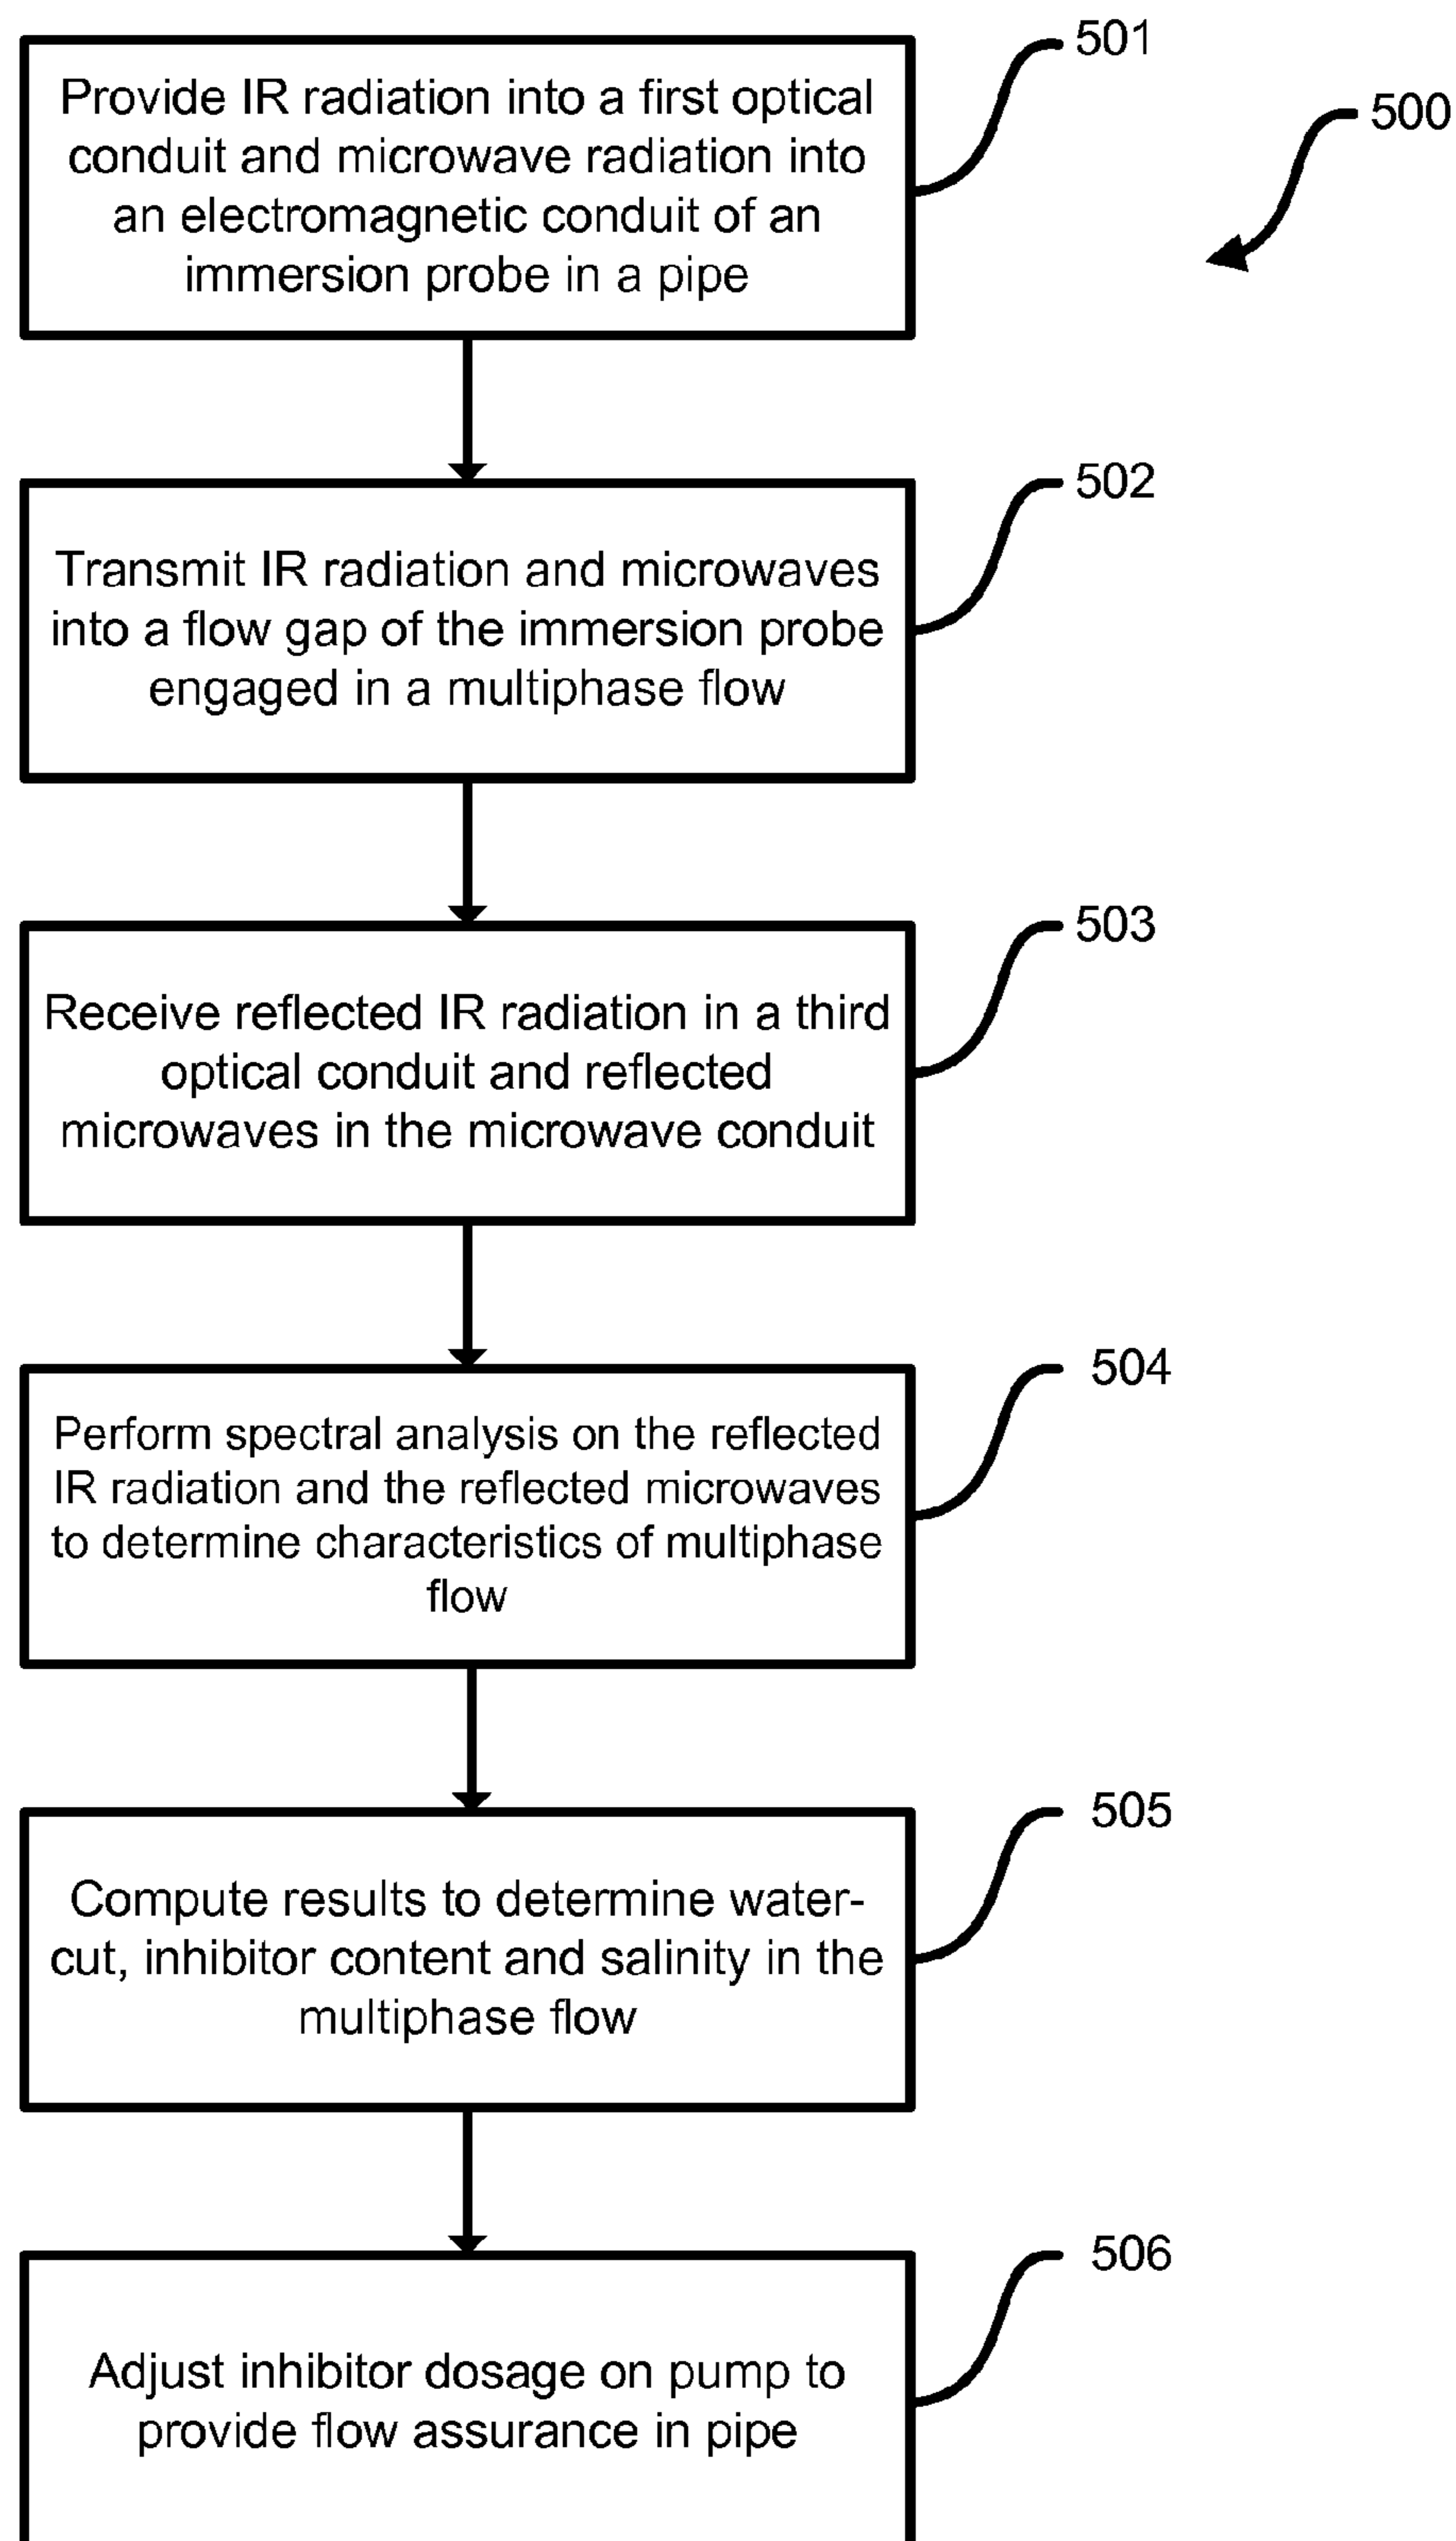 501
500
Provide IR radiation into a first optical
conduit and microwave radiation into
an electromagnetic conduit of an
immersion probe in a pipe
502
Transmit IR radiation and microwaves
into a flow gap of the immersion probe
engaged in a multiphase flow
503
Receive reflected IR radiation in a third
optical conduit and reflected
microwaves in the microwave conduit
504
Perform spectral analysis on the reflected
IR radiation and the reflected microwaves
to determine characteristics of multiphase
flow
505
Compute results to determine water-
cut, inhibitor content and salinity in the
multiphase flow
506
Adjust inhibitor dosage on pump to
provide flow assurance in pipe